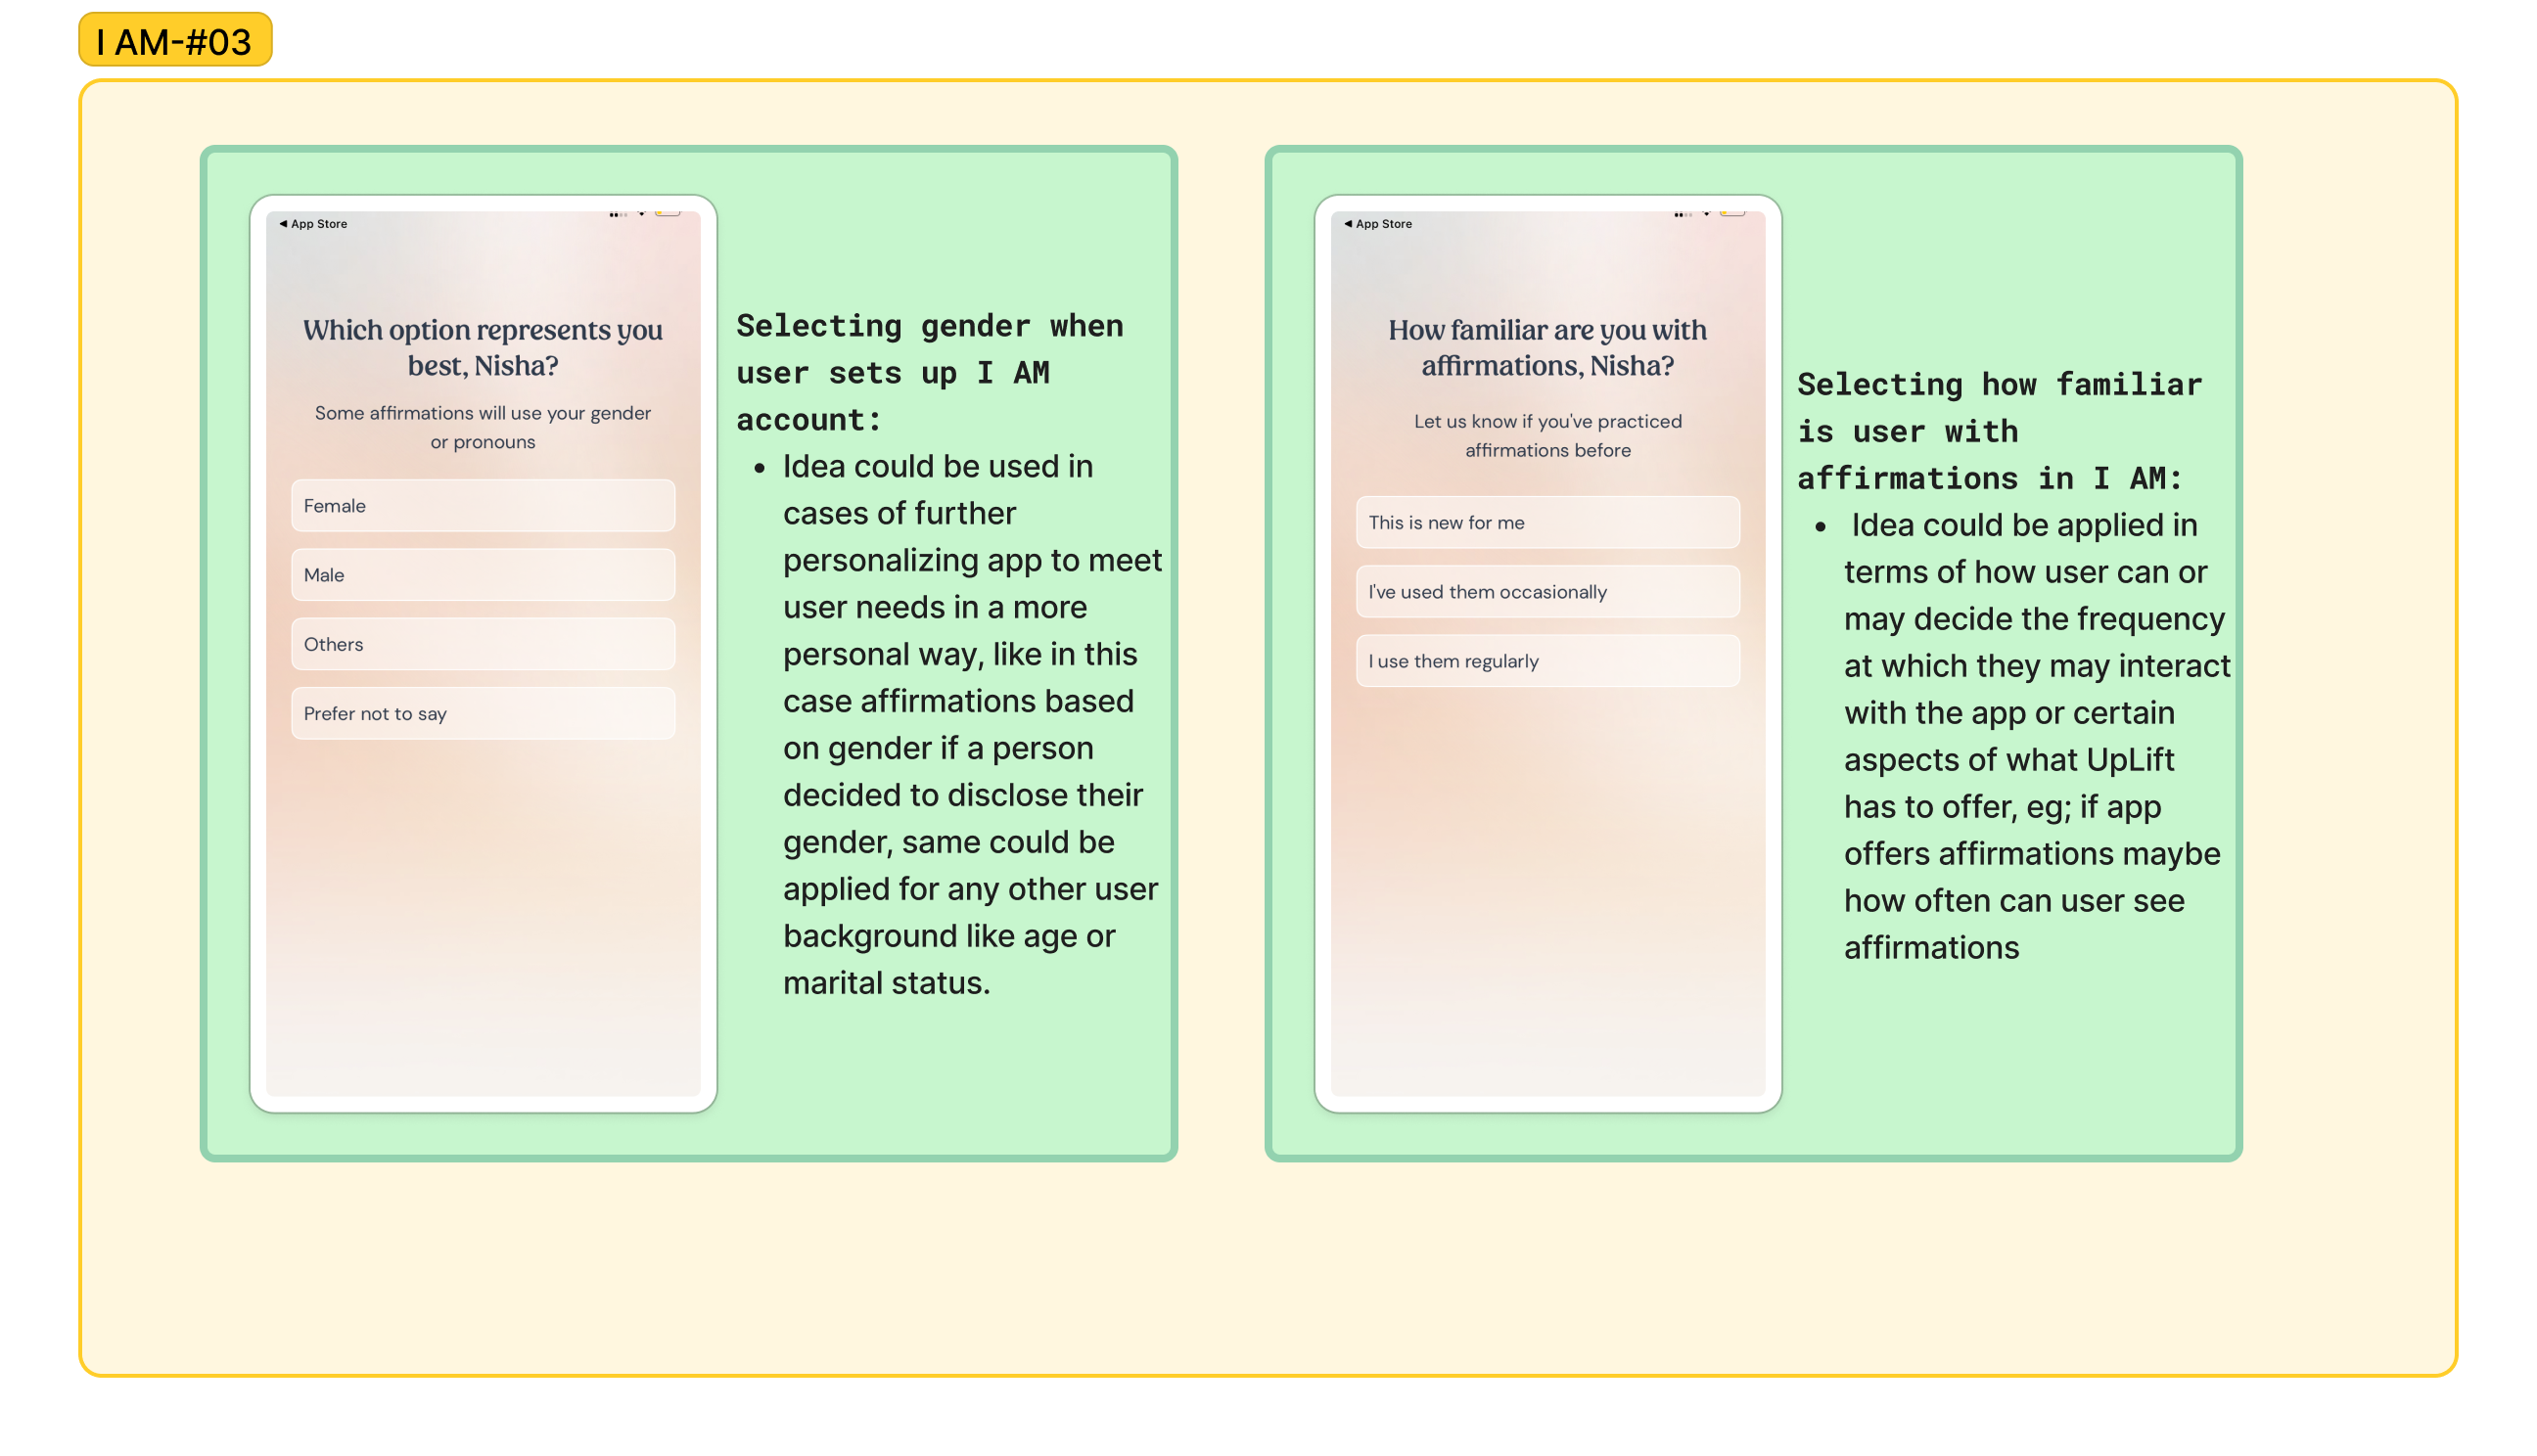 I AM-#03
◀ App Store
Which option represents you
best, Nisha?
Some affirmations will use your gender
or pronouns
Female
Male
Others
Prefer not to say
Selecting gender when
user sets up I AM
account:
• Idea could be used in
cases of further
personalizing app to meet
user needs in a more
personal way, like in this
case affirmations based
on gender if a person
decided to disclose their
gender, same could be
applied for any other user
background like age or
marital status.
◀ App Store
How familiar are you with
affirmations, Nisha?
Let us know if you've practiced
affirmations before
This is new for me
I've used them occasionally
I use them regularly
Selecting how familiar
is user with
affirmations in I AM:
• Idea could be applied in
terms of how user can or
may decide the frequency
at which they may interact
with the app or certain
aspects of what UpLift
has to offer, eg; if app
offers affirmations maybe
how often can user see
affirmations